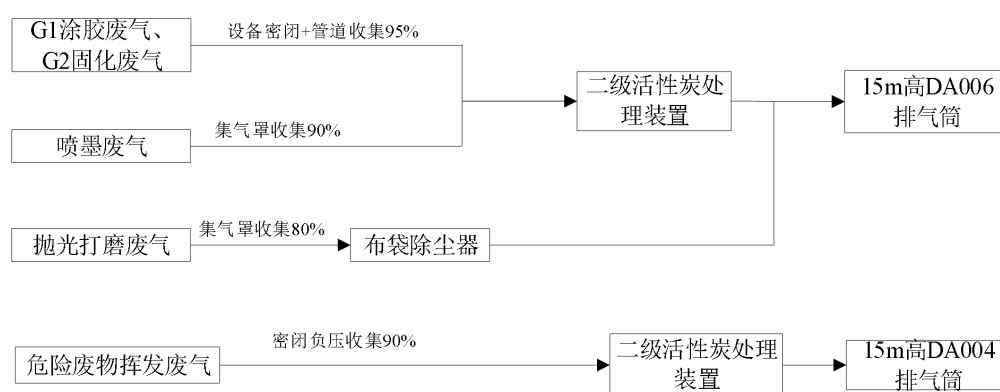 G1涂胶废气、
G2固化废气
设备密闭+管道收集95%
二级活性炭处
理装置
15m高DA006
排气筒
喷墨废气
集气罩收集90%
抛光打磨废气
集气罩收集80%
布袋除尘器
危险废物挥发废气
密闭负压收集90%
二级活性炭处理
装置
15m高DA004
排气筒